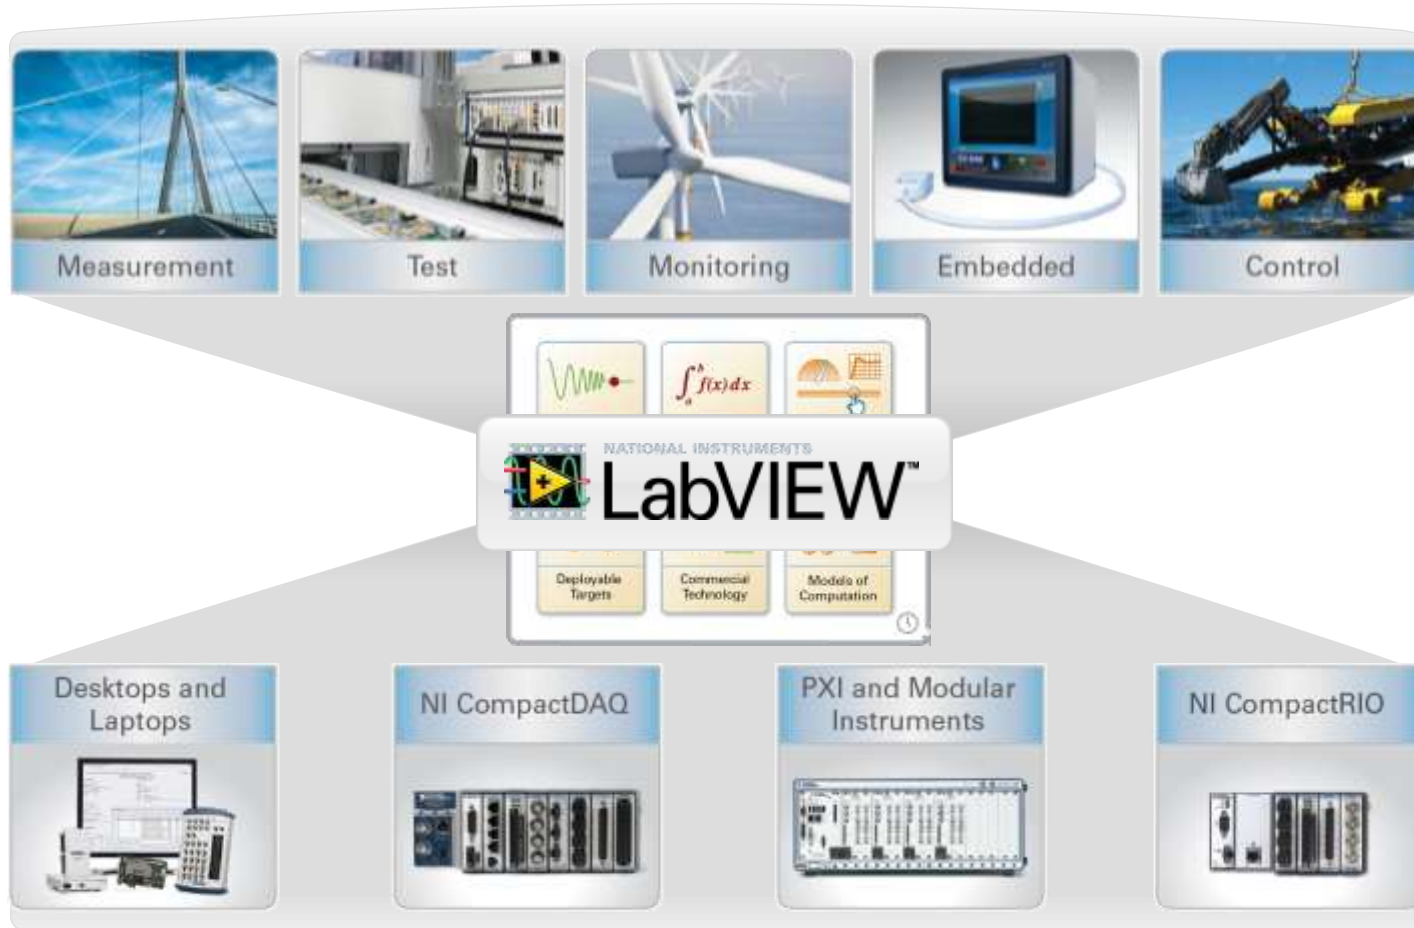 Measurement
Test
Monitoring
Embedded
Control
∫ₐᵇ f(x)dx
NATIONAL INSTRUMENTS
LabVIEW™
Deployable
Targets
Commercial
Technology
Models of
Computation
Desktops and
Laptops
NI CompactDAQ
PXI and Modular
Instruments
NI CompactRIO